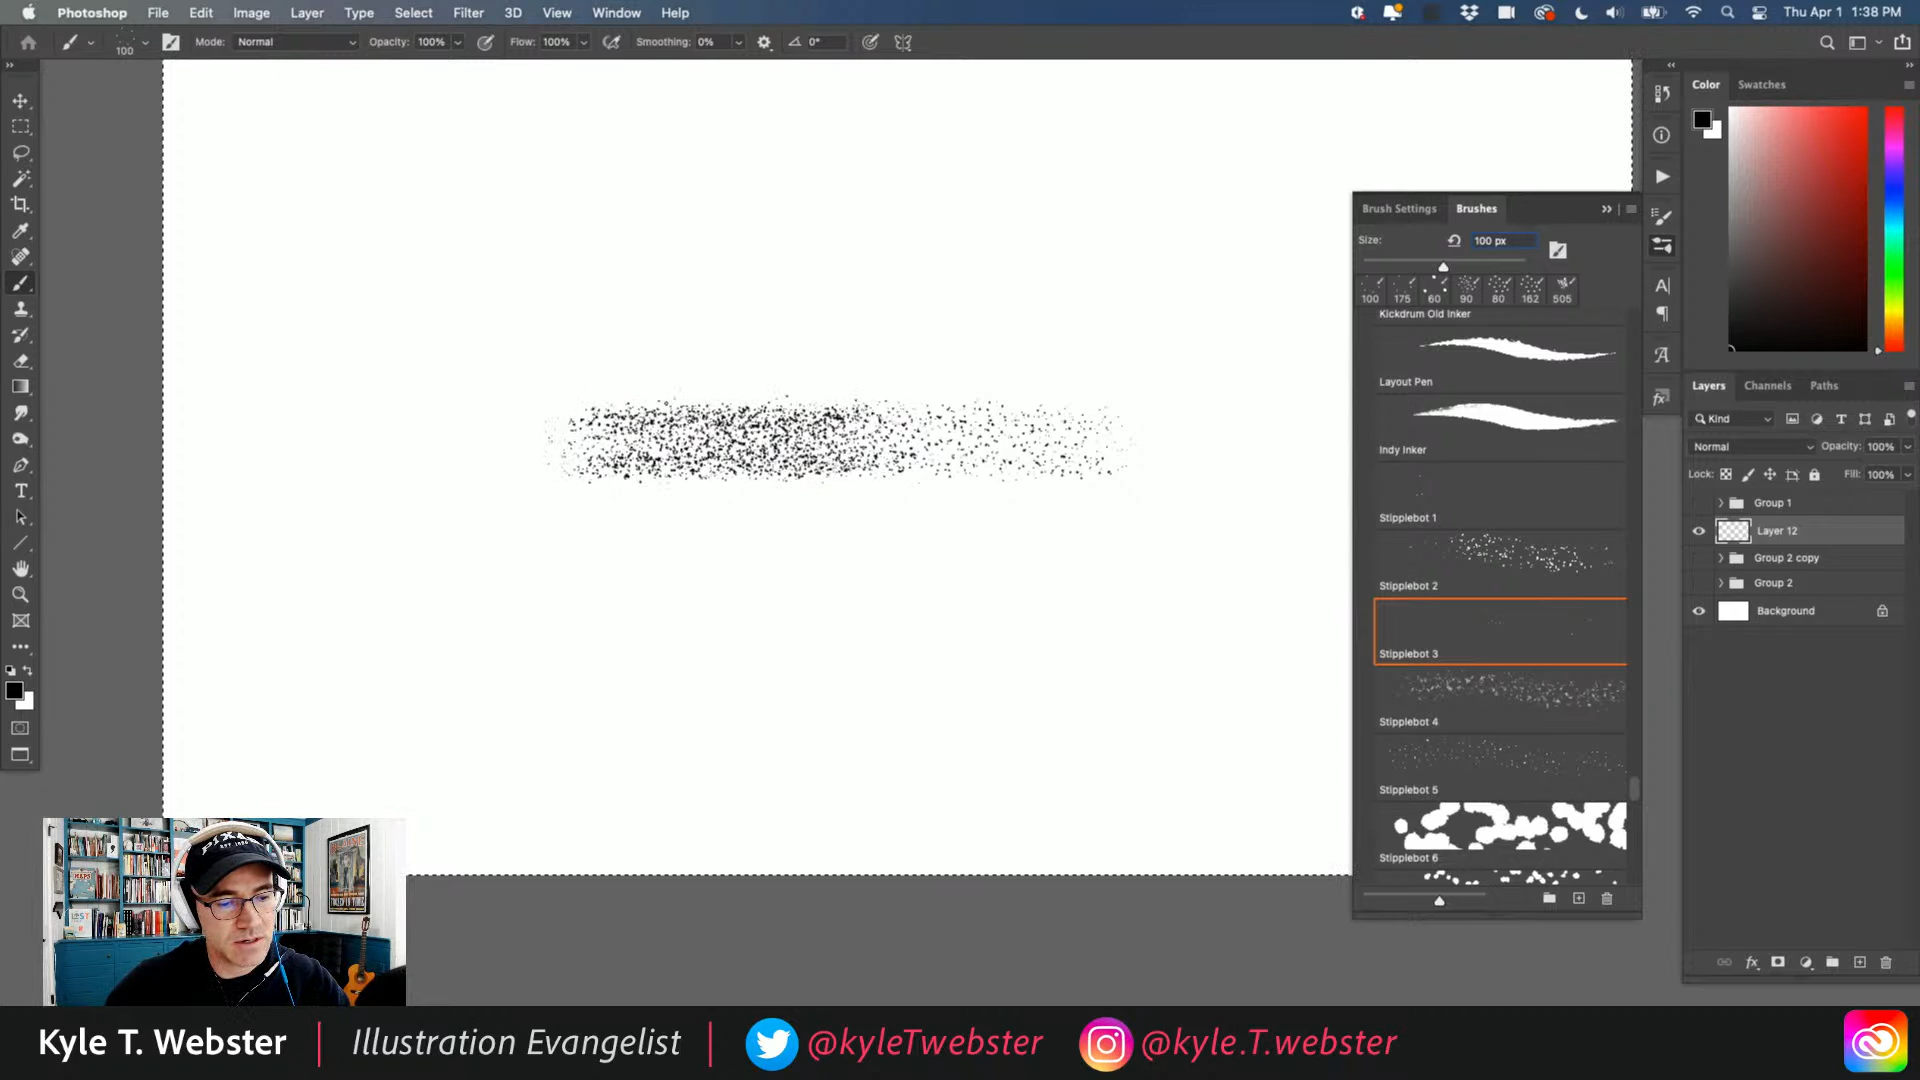 Photoshop File Edit Image Layer Type Select Filter 3D View Window Help
Thu Apr 1 1:38 PM
100 Mode: Normal Opacity: 100% Flow: 100% Smoothing: 0% 0°
Color Swatches
Brush Settings Brushes
Size: 100 px
100 175 60 90 80 162 505
Kickdrum Old Inker
Layout Pen
Indy Inker
Stipplebot 1
Stipplebot 2
Stipplebot 3
Stipplebot 4
Stipplebot 5
Stipplebot 6
Layers Channels Paths
Kind
Normal Opacity: 100%
Lock: Fill: 100%
Group 1
Layer 12
Group 2 copy
Group 2
Background
PIXAR
Kyle T. Webster | Illustration Evangelist | @kyleTwebster @kyle.T.webster